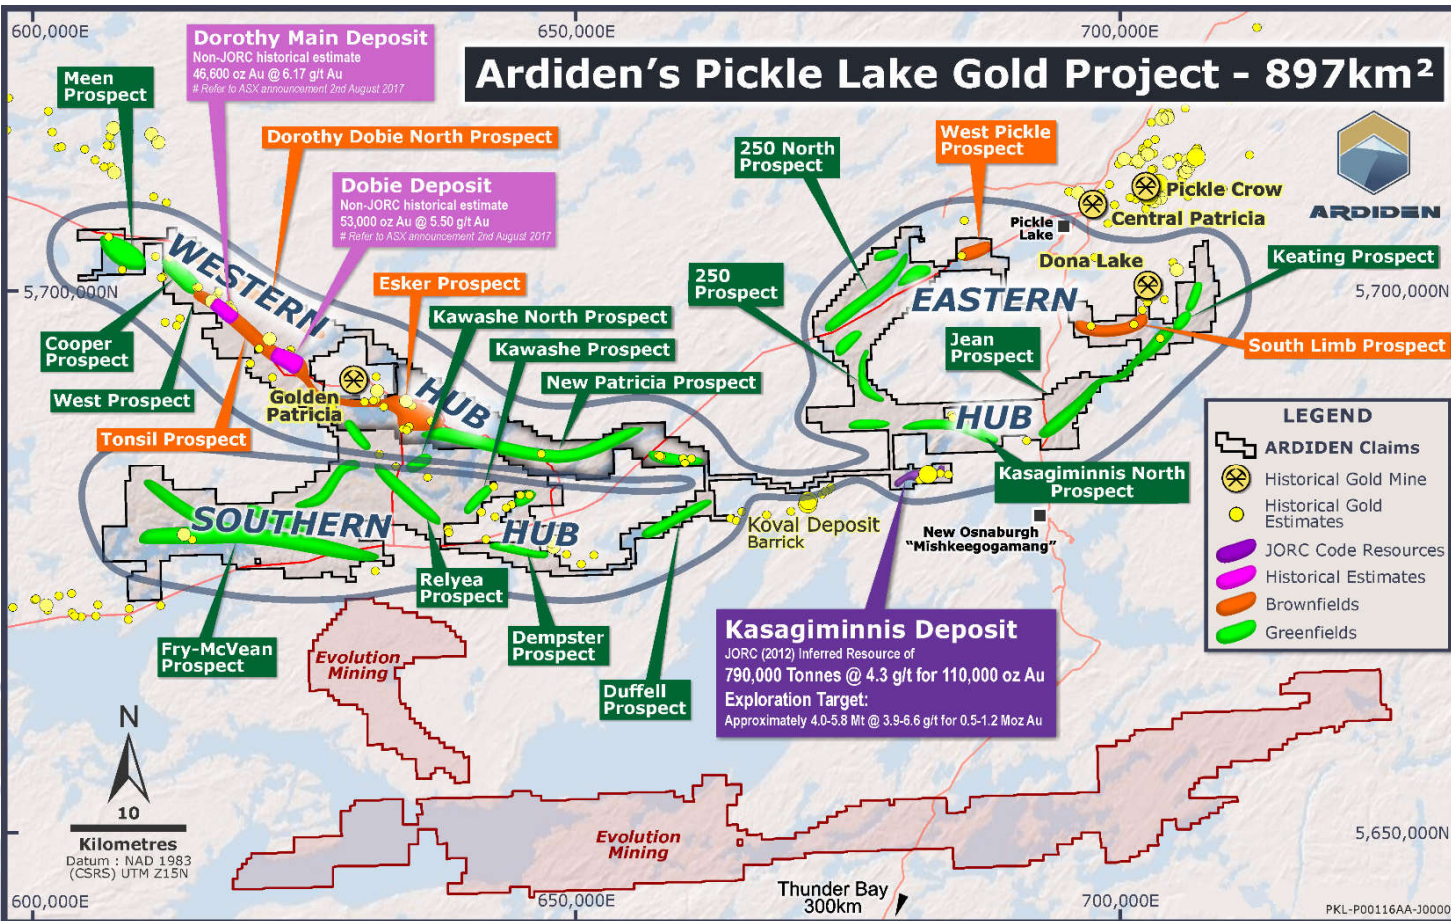 600,000E
650,000E
700,000E
Ardiden's Pickle Lake Gold Project - 897km²
Dorothy Main Deposit
Non-JORC historical estimate
46,600 oz Au @ 6.17 g/t Au
# Refer to ASX announcement 2nd August 2017
Meen
Prospect
Dorothy Dobie North Prospect
Dobie Deposit
Non-JORC historical estimate
53,000 oz Au @ 5.50 g/t Au
# Refer to ASX announcement 2nd August 2017
250 North
Prospect
West Pickle
Prospect
ARDIDEN
Pickle Crow
Central Patricia
Pickle
Lake
Dona Lake
Keating Prospect
5,700,000N
5,700,000N
WESTERN
HUB
Esker Prospect
250
Prospect
EASTERN
HUB
Kawashe North Prospect
Kawashe Prospect
New Patricia Prospect
Jean
Prospect
South Limb Prospect
Cooper
Prospect
West Prospect
Tonsil Prospect
Golden
Patricia
Kasagiminnis North
Prospect
LEGEND
ARDIDEN Claims
Historical Gold Mine
Historical Gold
Estimates
JORC Code Resources
Historical Estimates
Brownfields
Greenfields
SOUTHERN
HUB
Koval Deposit
Barrick
New Osnaburgh
"Mishkeegogamang"
Relyea
Prospect
Fry-McVean
Prospect
Dempster
Prospect
Duffell
Prospect
Kasagiminnis Deposit
JORC (2012) Inferred Resource of
790,000 Tonnes @ 4.3 g/t for 110,000 oz Au
Exploration Target:
Approximately 4.0-5.8 Mt @ 3.9-6.6 g/t for 0.5-1.2 Moz Au
Evolution
Mining
Evolution
Mining
N
10
Kilometres
Datum : NAD 1983
(CSRS) UTM Z15N
5,650,000N
600,000E
650,000E
Thunder Bay
300km
700,000E
PKL-P00116AA-J0000